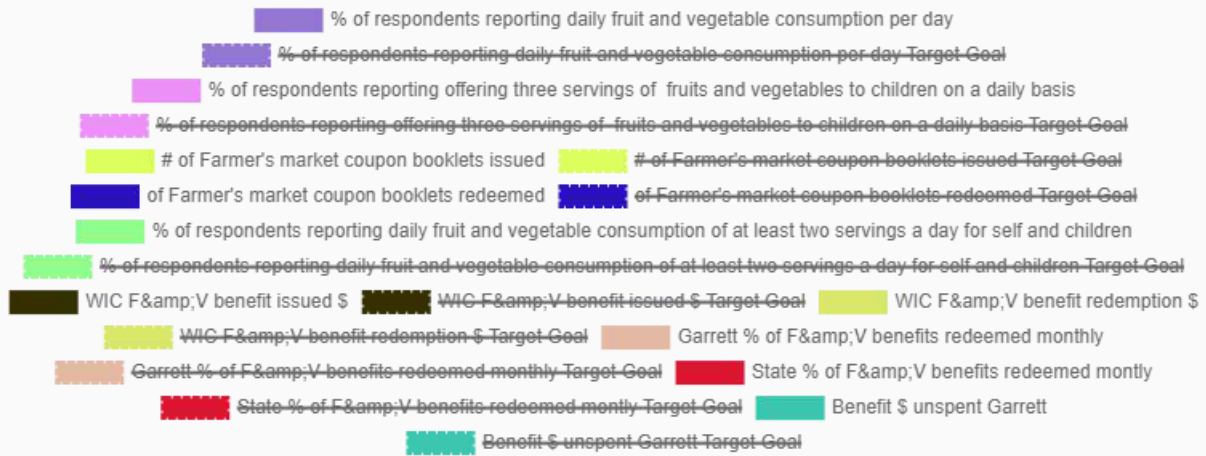 % of respondents reporting daily fruit and vegetable consumption per day
% of respondents reporting daily fruit and vegetable consumption per day Target Goal
% of respondents reporting offering three servings of  fruits and vegetables to children on a daily basis
% of respondents reporting offering three servings of  fruits and vegetables to children on a daily basis Target Goal
# of Farmer's market coupon booklets issued # of Farmer's market coupon booklets issued Target Goal
of Farmer's market coupon booklets redeemed of Farmer's market coupon booklets redeemed Target Goal
% of respondents reporting daily fruit and vegetable consumption of at least two servings a day for self and children
% of respondents reporting daily fruit and vegetable consumption of at least two servings a day for self and children Target Goal
WIC F&amp;V benefit issued $ WIC F&amp;V benefit issued $ Target Goal WIC F&amp;V benefit redemption $
WIC F&amp;V benefit redemption $ Target Goal Garrett % of F&amp;V benefits redeemed monthly
Garrett % of F&amp;V benefits redeemed monthly Target Goal State % of F&amp;V benefits redeemed montly
State % of F&amp;V benefits redeemed montly Target Goal Benefit $ unspent Garrett
Benefit $ unspent Garrett Target Goal